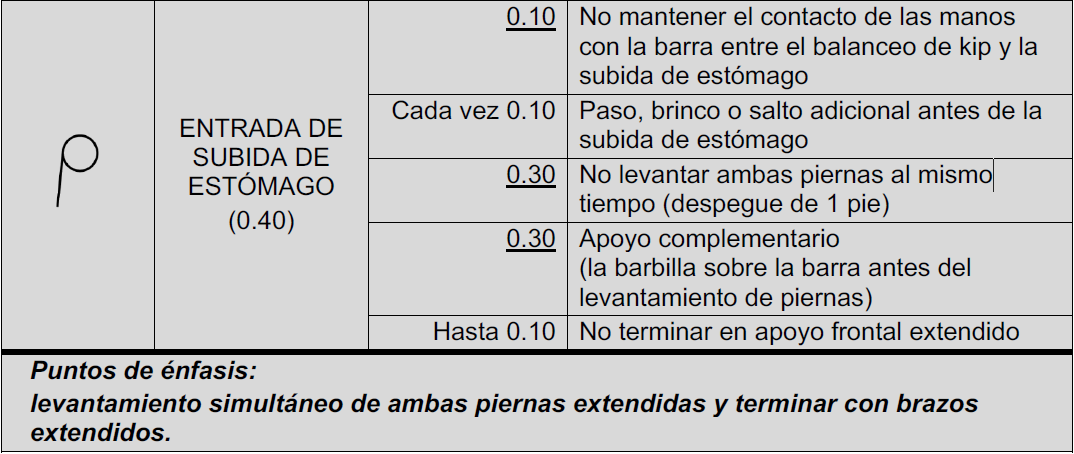 ENTRADA DE
SUBIDA DE
ESTÓMAGO
(0.40)
0.10 No mantener el contacto de las manos
con la barra entre el balanceo de kip y la
subida de estómago
Cada vez 0.10 Paso, brinco o salto adicional antes de la
subida de estómago
0.30 No levantar ambas piernas al mismo
tiempo (despegue de 1 pie)
0.30 Apoyo complementario
(la barbilla sobre la barra antes del
levantamiento de piernas)
Hasta 0.10 No terminar en apoyo frontal extendido
Puntos de énfasis:
levantamiento simultáneo de ambas piernas extendidas y terminar con brazos
extendidos.